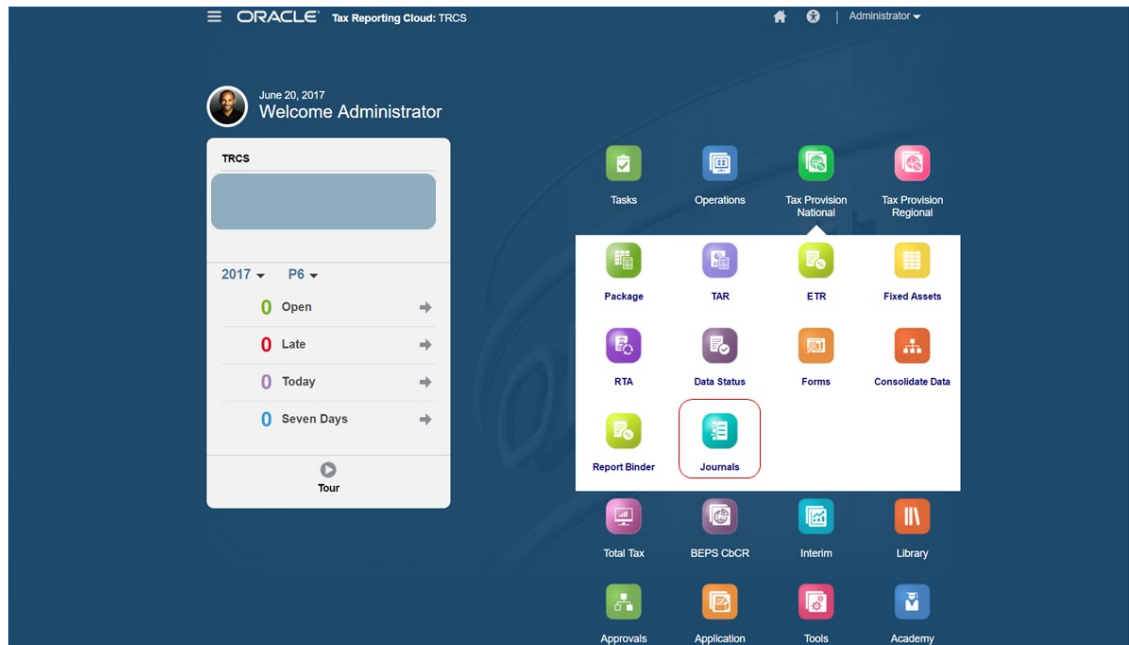 ORACLE Tax Reporting Cloud: TRCS
Administrator
June 20, 2017
Welcome Administrator
TRCS
2017 P6
0 Open
0 Late
0 Today
0 Seven Days
Tour
Tasks
Operations
Tax Provision
National
Tax Provision
Regional
Package
TAR
ETR
Fixed Assets
RTA
Data Status
Forms
Consolidate Data
Report Binder
Journals
Total Tax
BEPS CbCR
Interim
Library
Approvals
Application
Tools
Academy